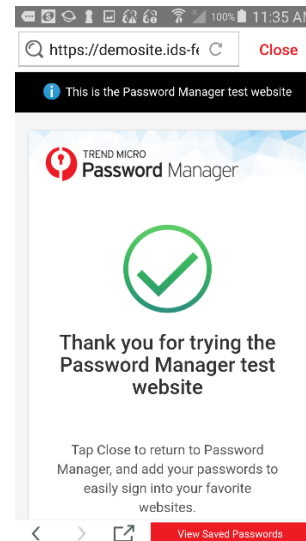 100% 11:35 AM
https://demosite.ids-fe Close
This is the Password Manager test website
TREND MICRO
Password Manager
Thank you for trying the
Password Manager test
website
Tap Close to return to Password
Manager, and add your passwords to
easily sign into your favorite
websites.
View Saved Passwords